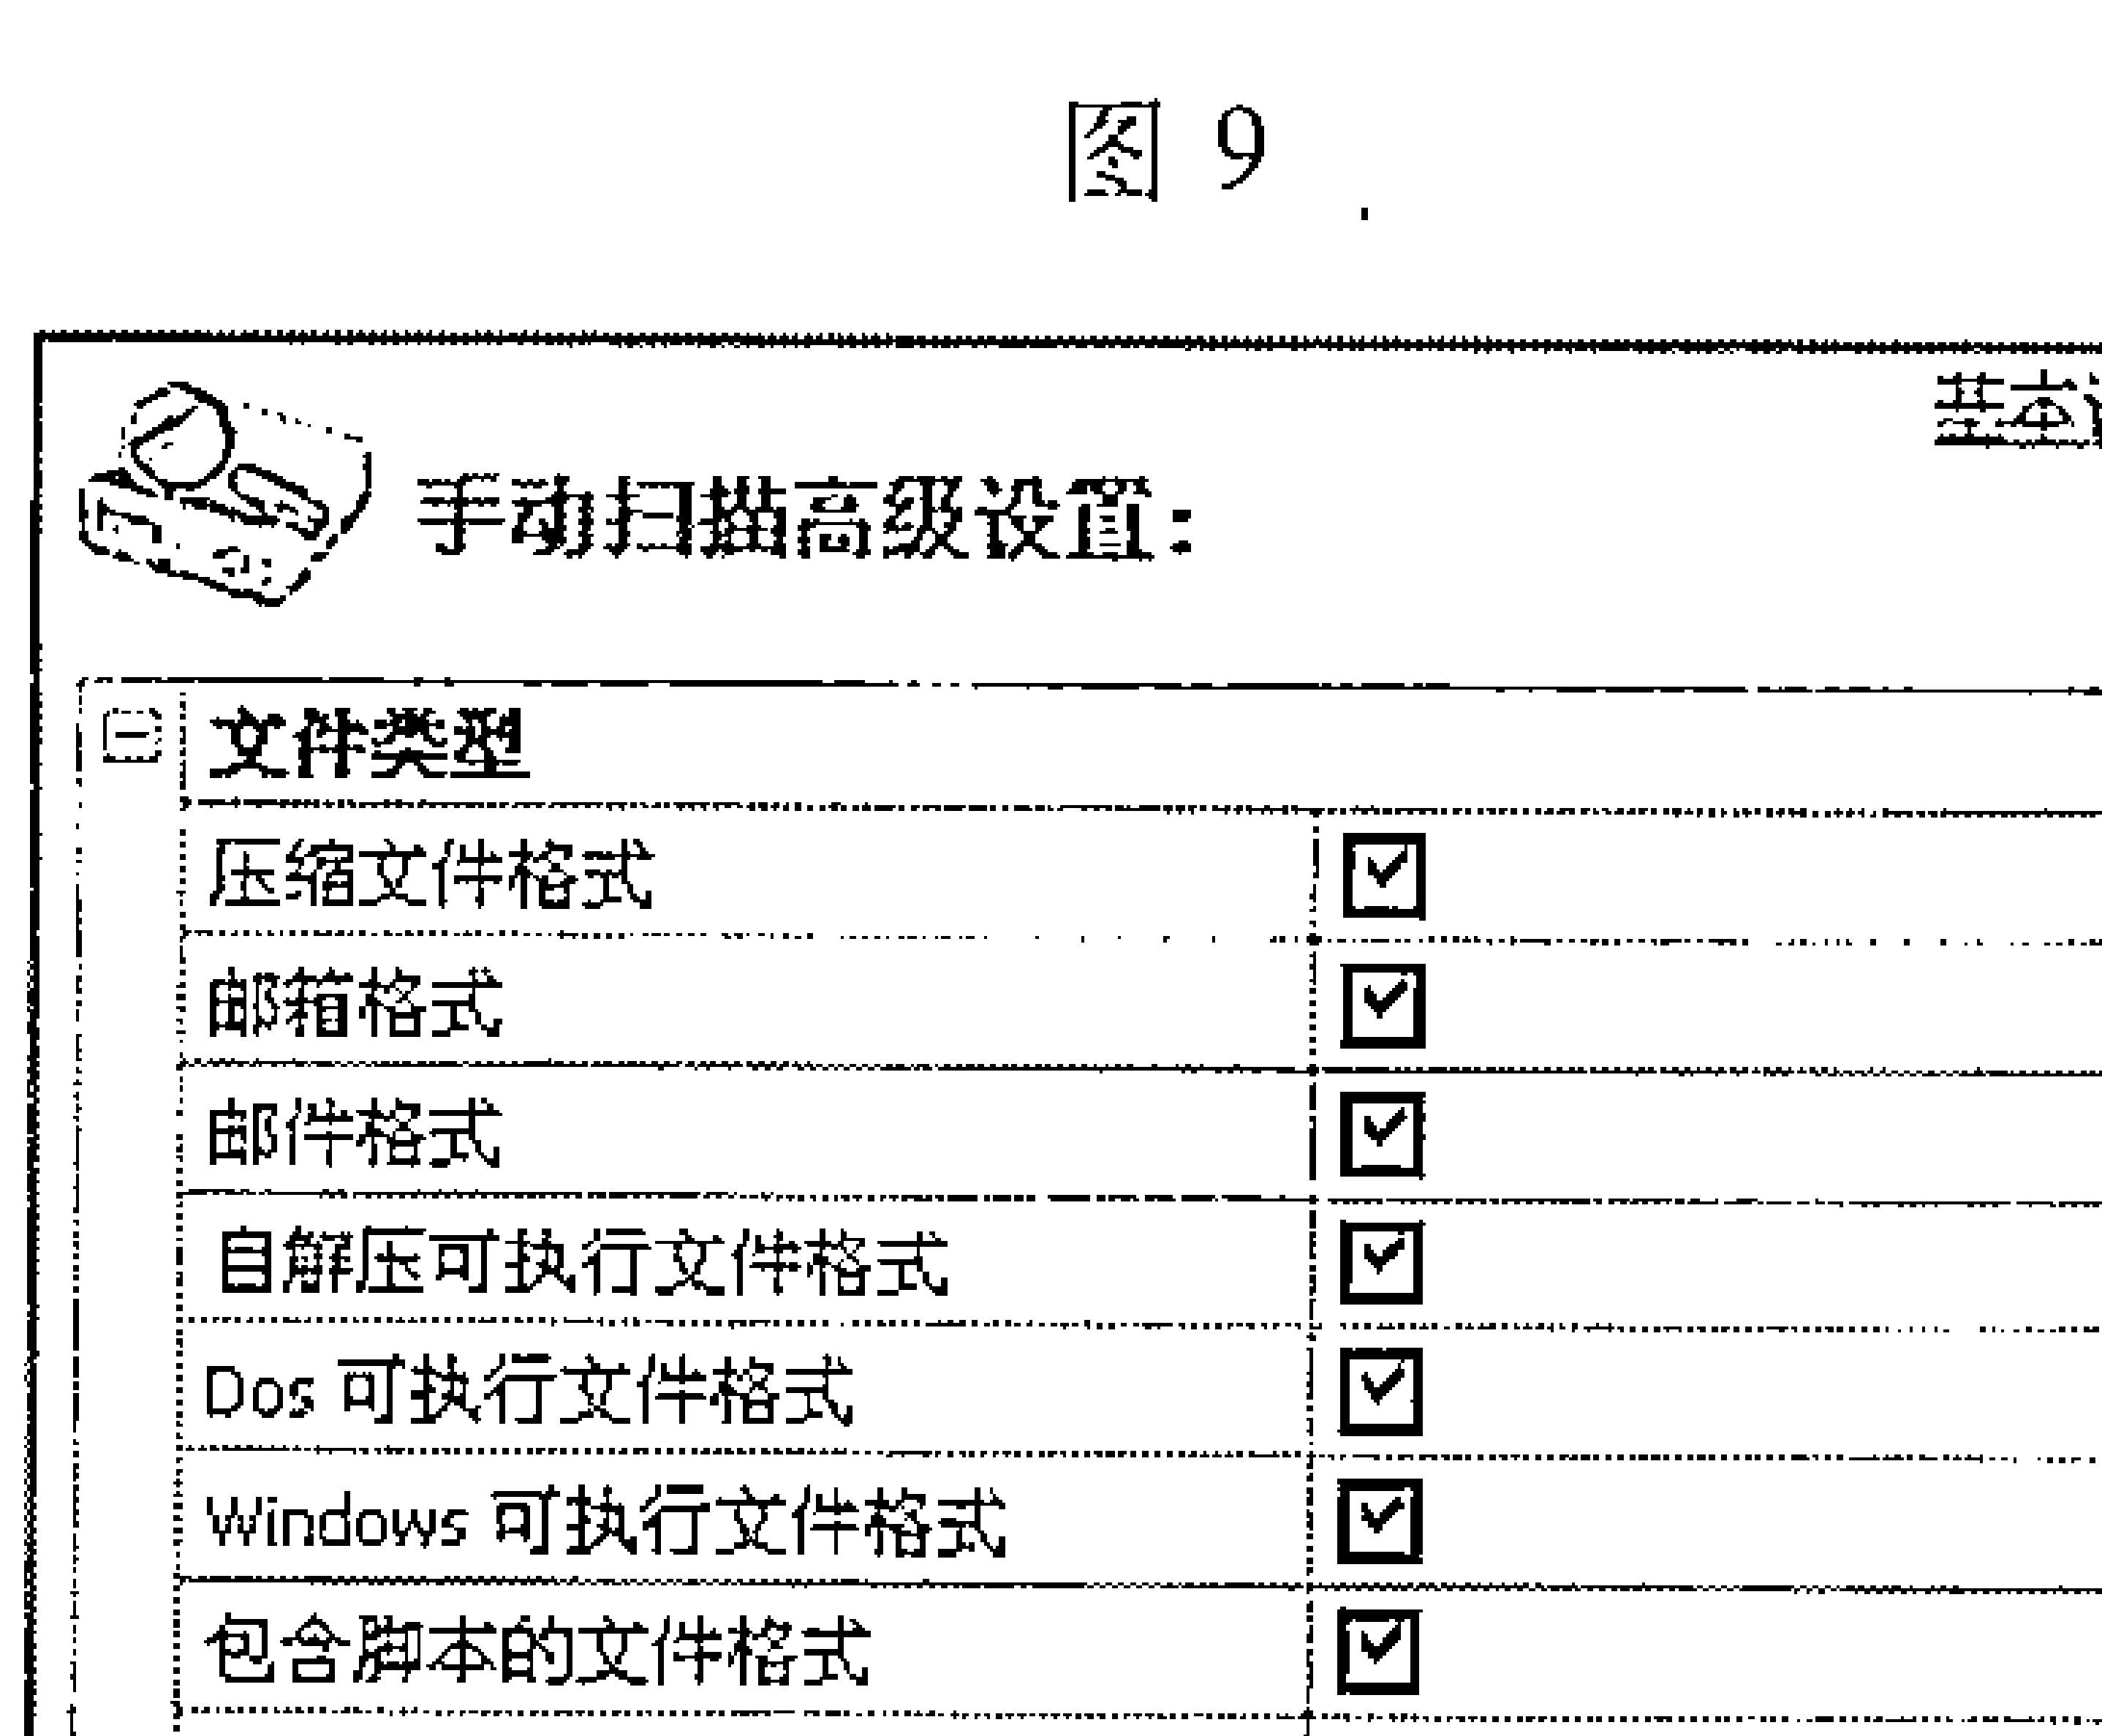 图 9
基本
手动扫描高级设置：
文件类型
压缩文件格式
邮箱格式
邮件格式
自解压可执行文件格式
Dos 可执行文件格式
Windows 可执行文件格式
包含脚本的文件格式